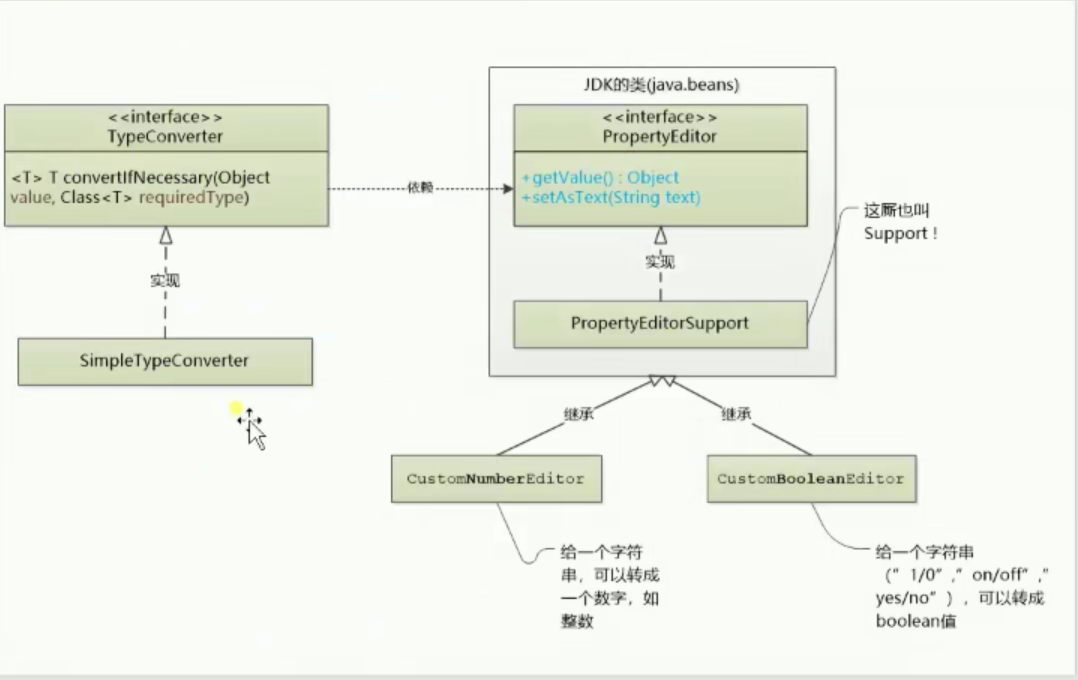 JDK的类(java.beans)
<<interface>>
TypeConverter
<T> T convertIfNecessary(Object
value, Class<T> requiredType)
依赖
<<interface>>
PropertyEditor
+getValue() : Object
+setAsText(String text)
这厮也叫
Support !
实现
实现
PropertyEditorSupport
SimpleTypeConverter
继承
继承
CustomNumberEditor
CustomBooleanEditor
给一个字符
串，可以转成
一个数字，如
整数
给一个字符串
（” 1/0” ,” on/off” ,”
yes/no” ），可以转成
boolean值